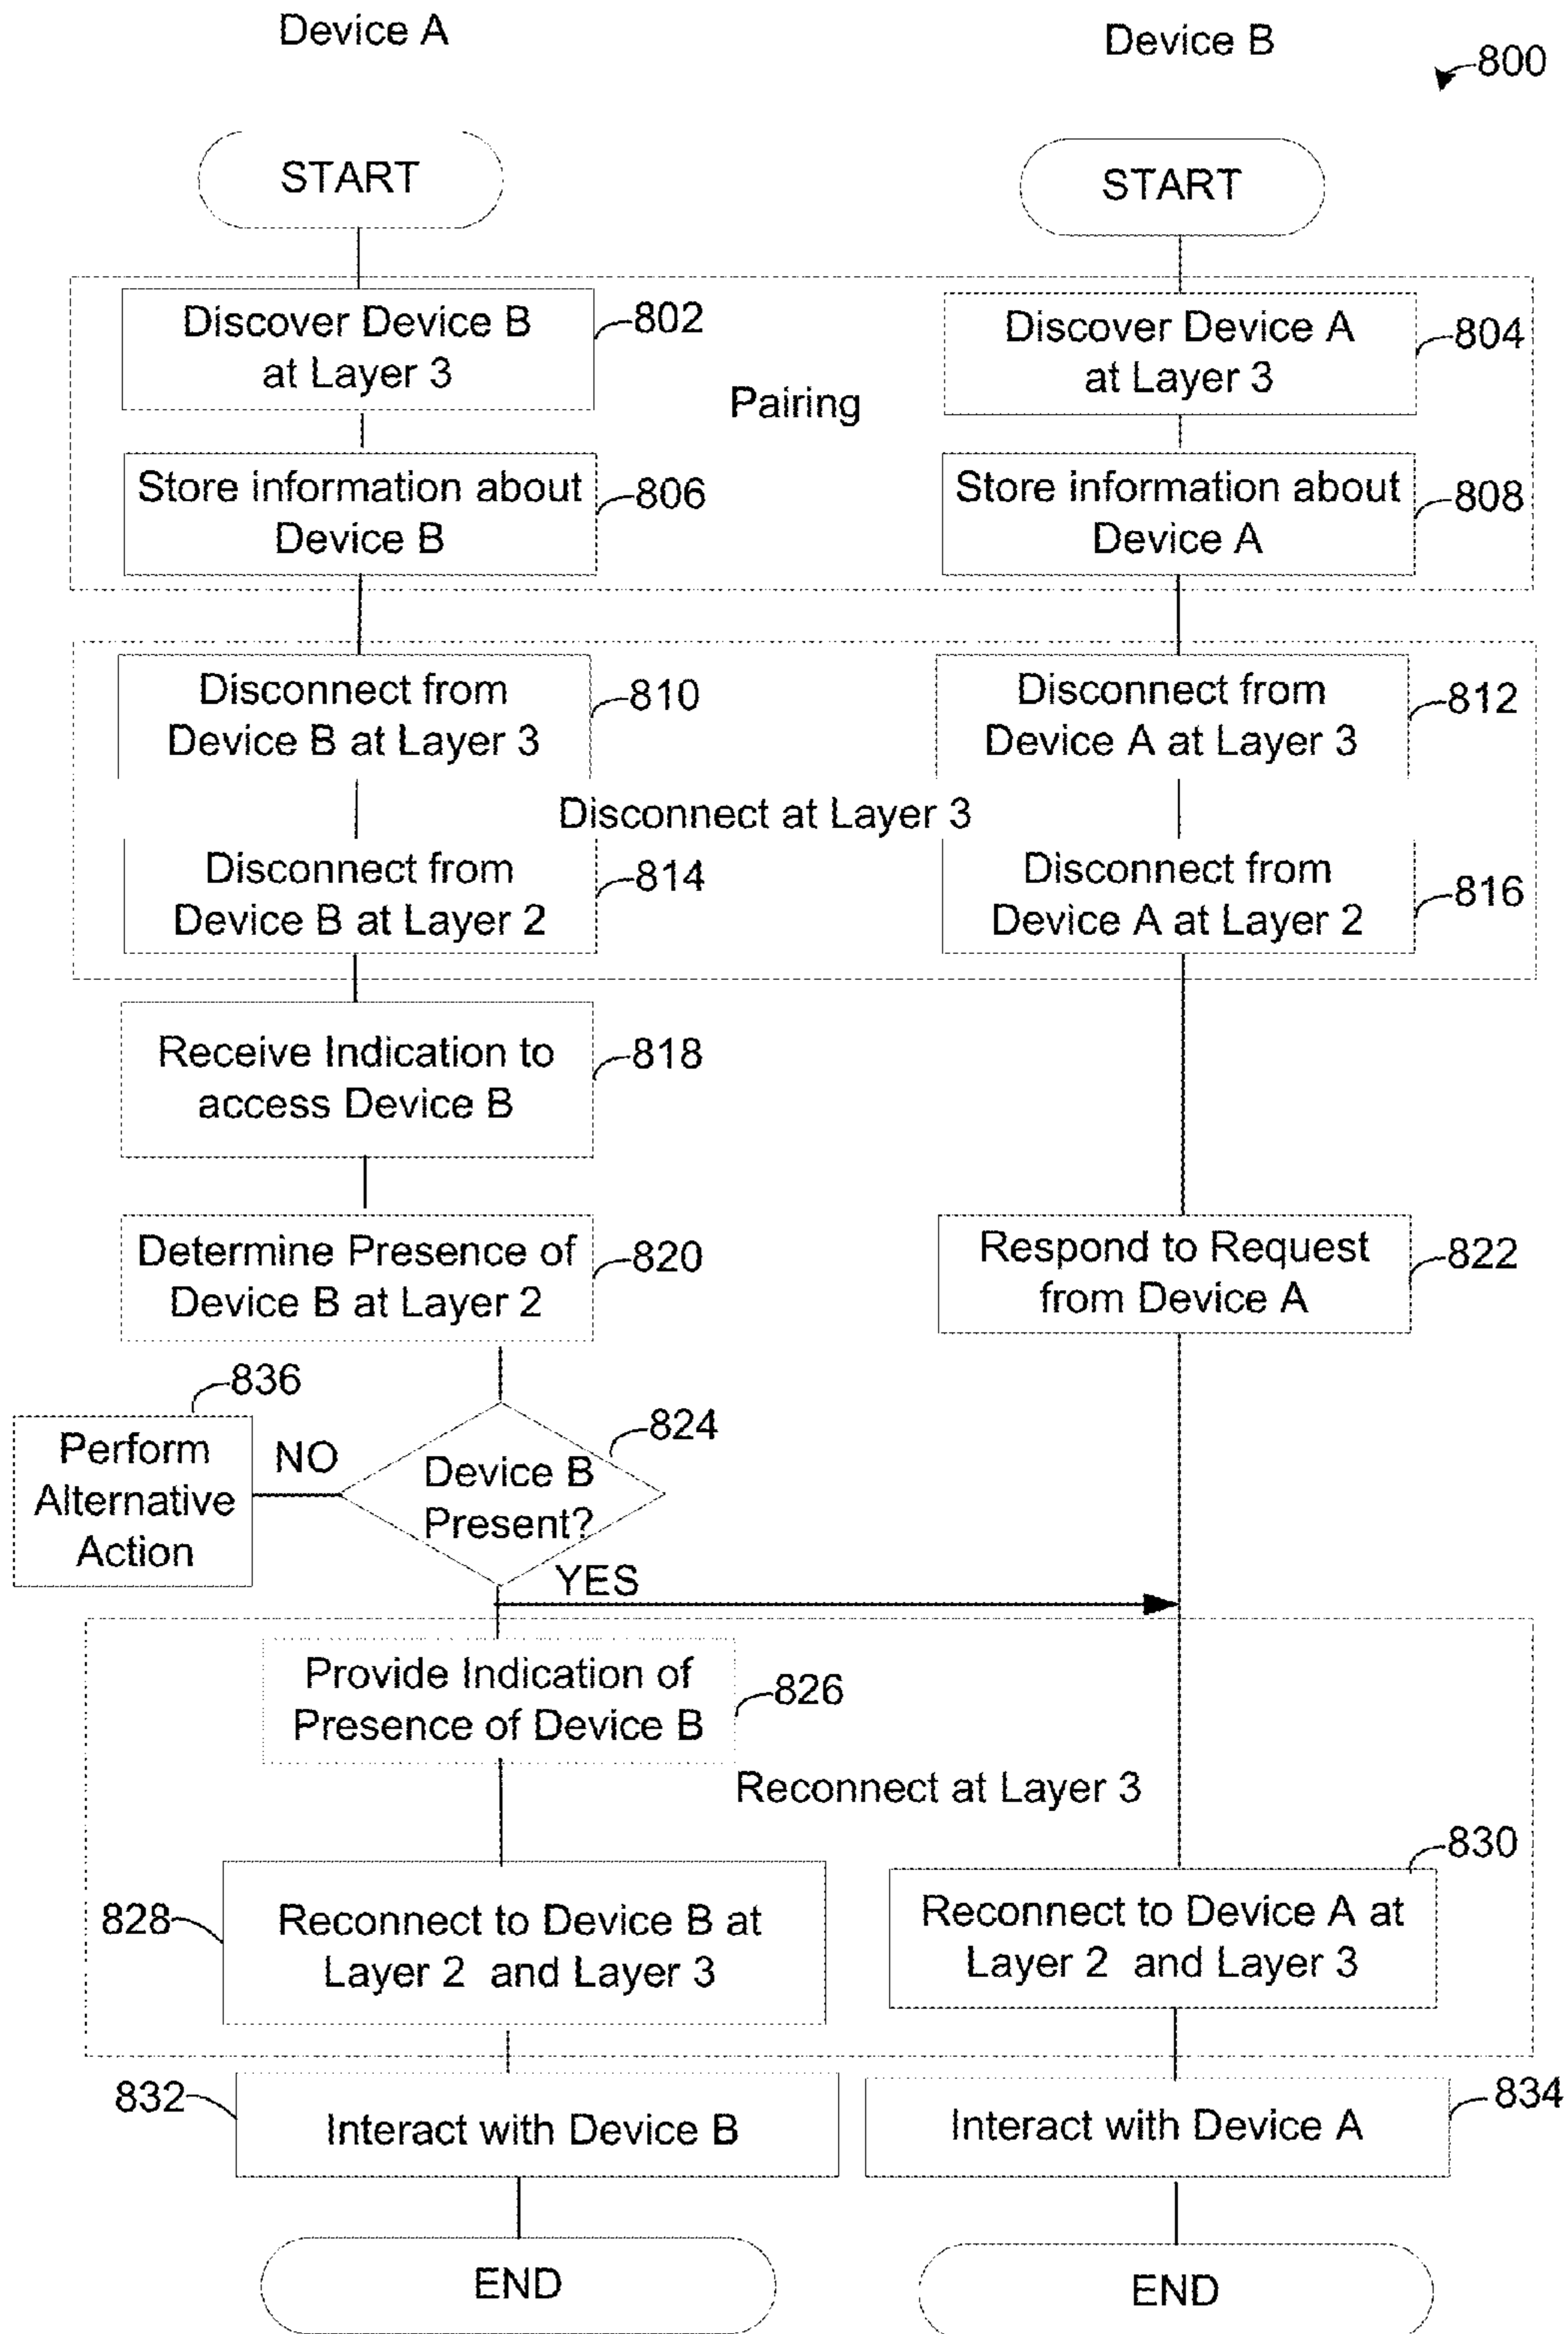 Device A
Device B
800
START
START
Discover Device B
at Layer 3
802
Discover Device A
at Layer 3
804
Pairing
Store information about
Device B
806
Store information about
Device A
808
Disconnect from
Device B at Layer 3
810
Disconnect from
Device A at Layer 3
812
Disconnect at Layer 3
Disconnect from
Device B at Layer 2
814
Disconnect from
Device A at Layer 2
816
Receive Indication to
access Device B
818
Determine Presence of
Device B at Layer 2
820
Respond to Request
from Device A
822
836
Perform
Alternative
Action
NO
Device B
Present?
824
YES
Provide Indication of
Presence of Device B
826
Reconnect at Layer 3
828
Reconnect to Device B at
Layer 2 and Layer 3
830
Reconnect to Device A at
Layer 2 and Layer 3
832
Interact with Device B
Interact with Device A
834
END
END